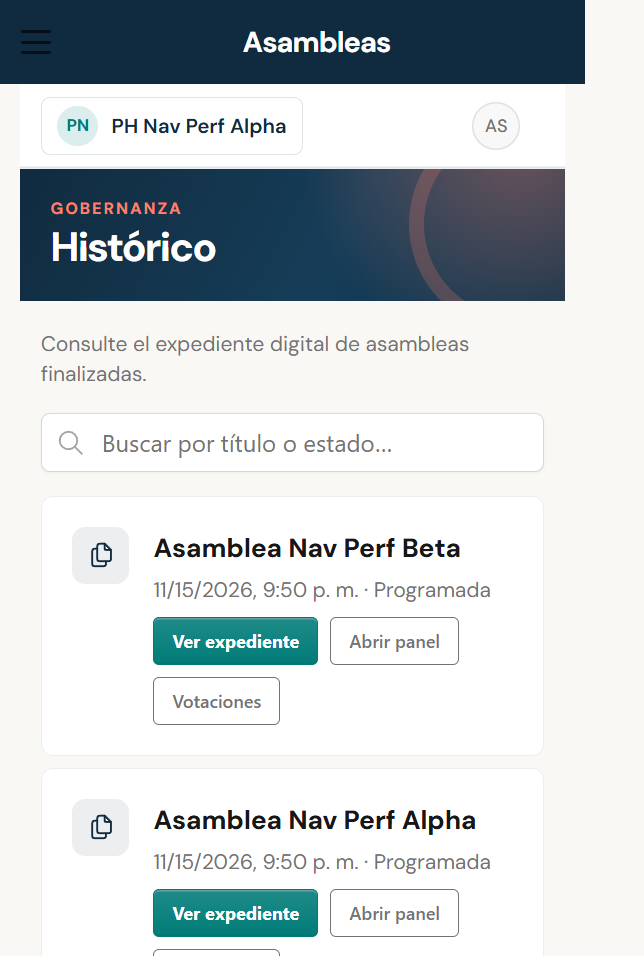 Asambleas
PN PH Nav Perf Alpha AS
GOBERNANZA
Histórico
Consulte el expediente digital de asambleas
finalizadas.
Buscar por título o estado...
Asamblea Nav Perf Beta
11/15/2026, 9:50 p. m. · Programada
Ver expediente Abrir panel
Votaciones
Asamblea Nav Perf Alpha
11/15/2026, 9:50 p. m. · Programada
Ver expediente Abrir panel